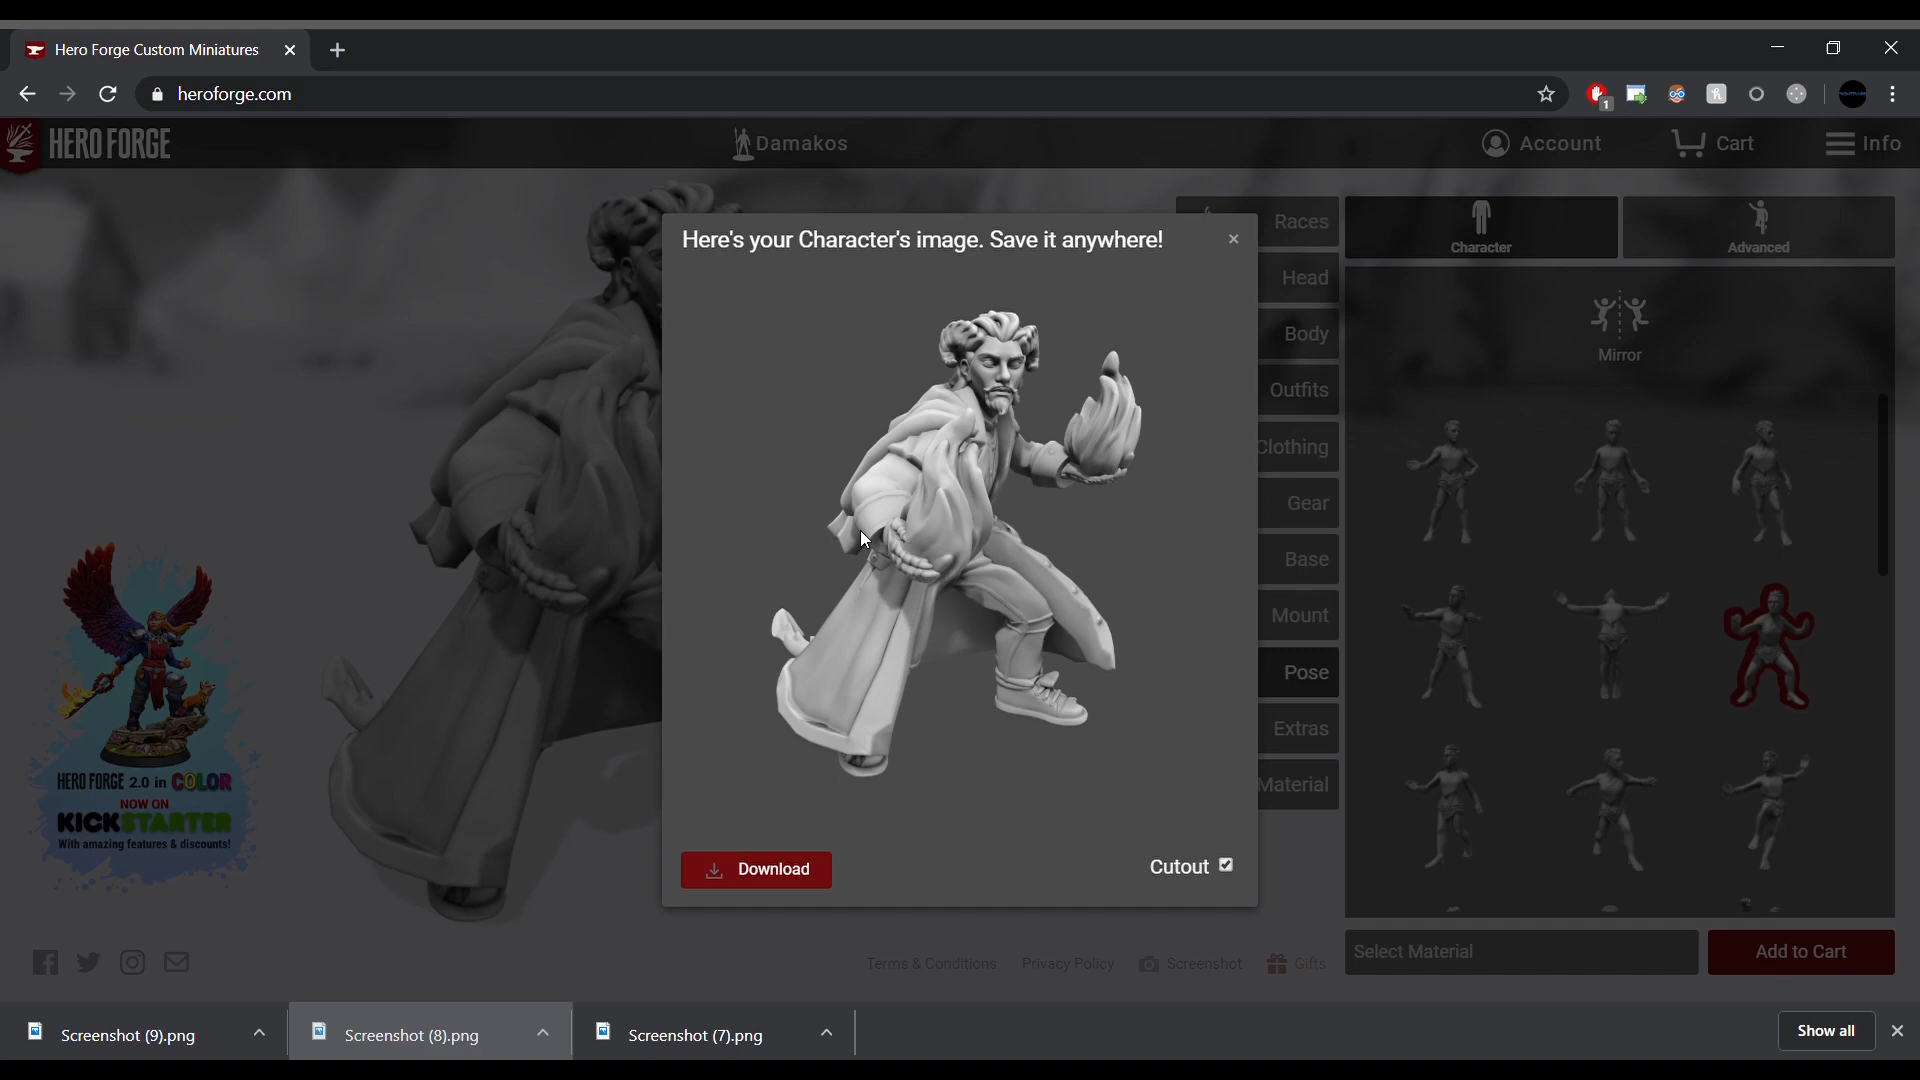 Hero Forge Custom Miniatures
heroforge.com
1
HERO FORGE
Damakos
Account
Cart
Info
Here's your Character's image. Save it anywhere!
Races
Head
Body
Outfits
Clothing
Gear
Base
Mount
Pose
Extras
Material
Character
Advanced
Mirror
HERO FORGE 2.0 in COLOR
NOW ON
KICKSTARTER
With amazing features & discounts!
Download
Cutout
Terms & Conditions
Privacy Policy
Screenshot
Gifts
Select Material
Add to Cart
Screenshot (9).png
Screenshot (8).png
Screenshot (7).png
Show all